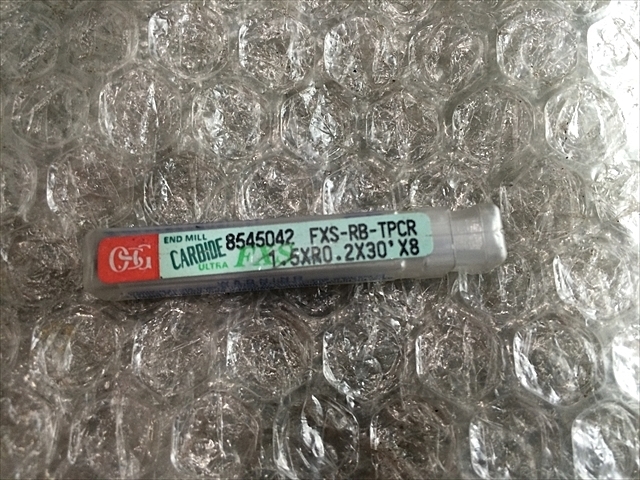 OSG
END MILL
CARBIDE
ULTRA FXS
8545042 FXS-RB-TPCR
1.5XR0.2X30'X8